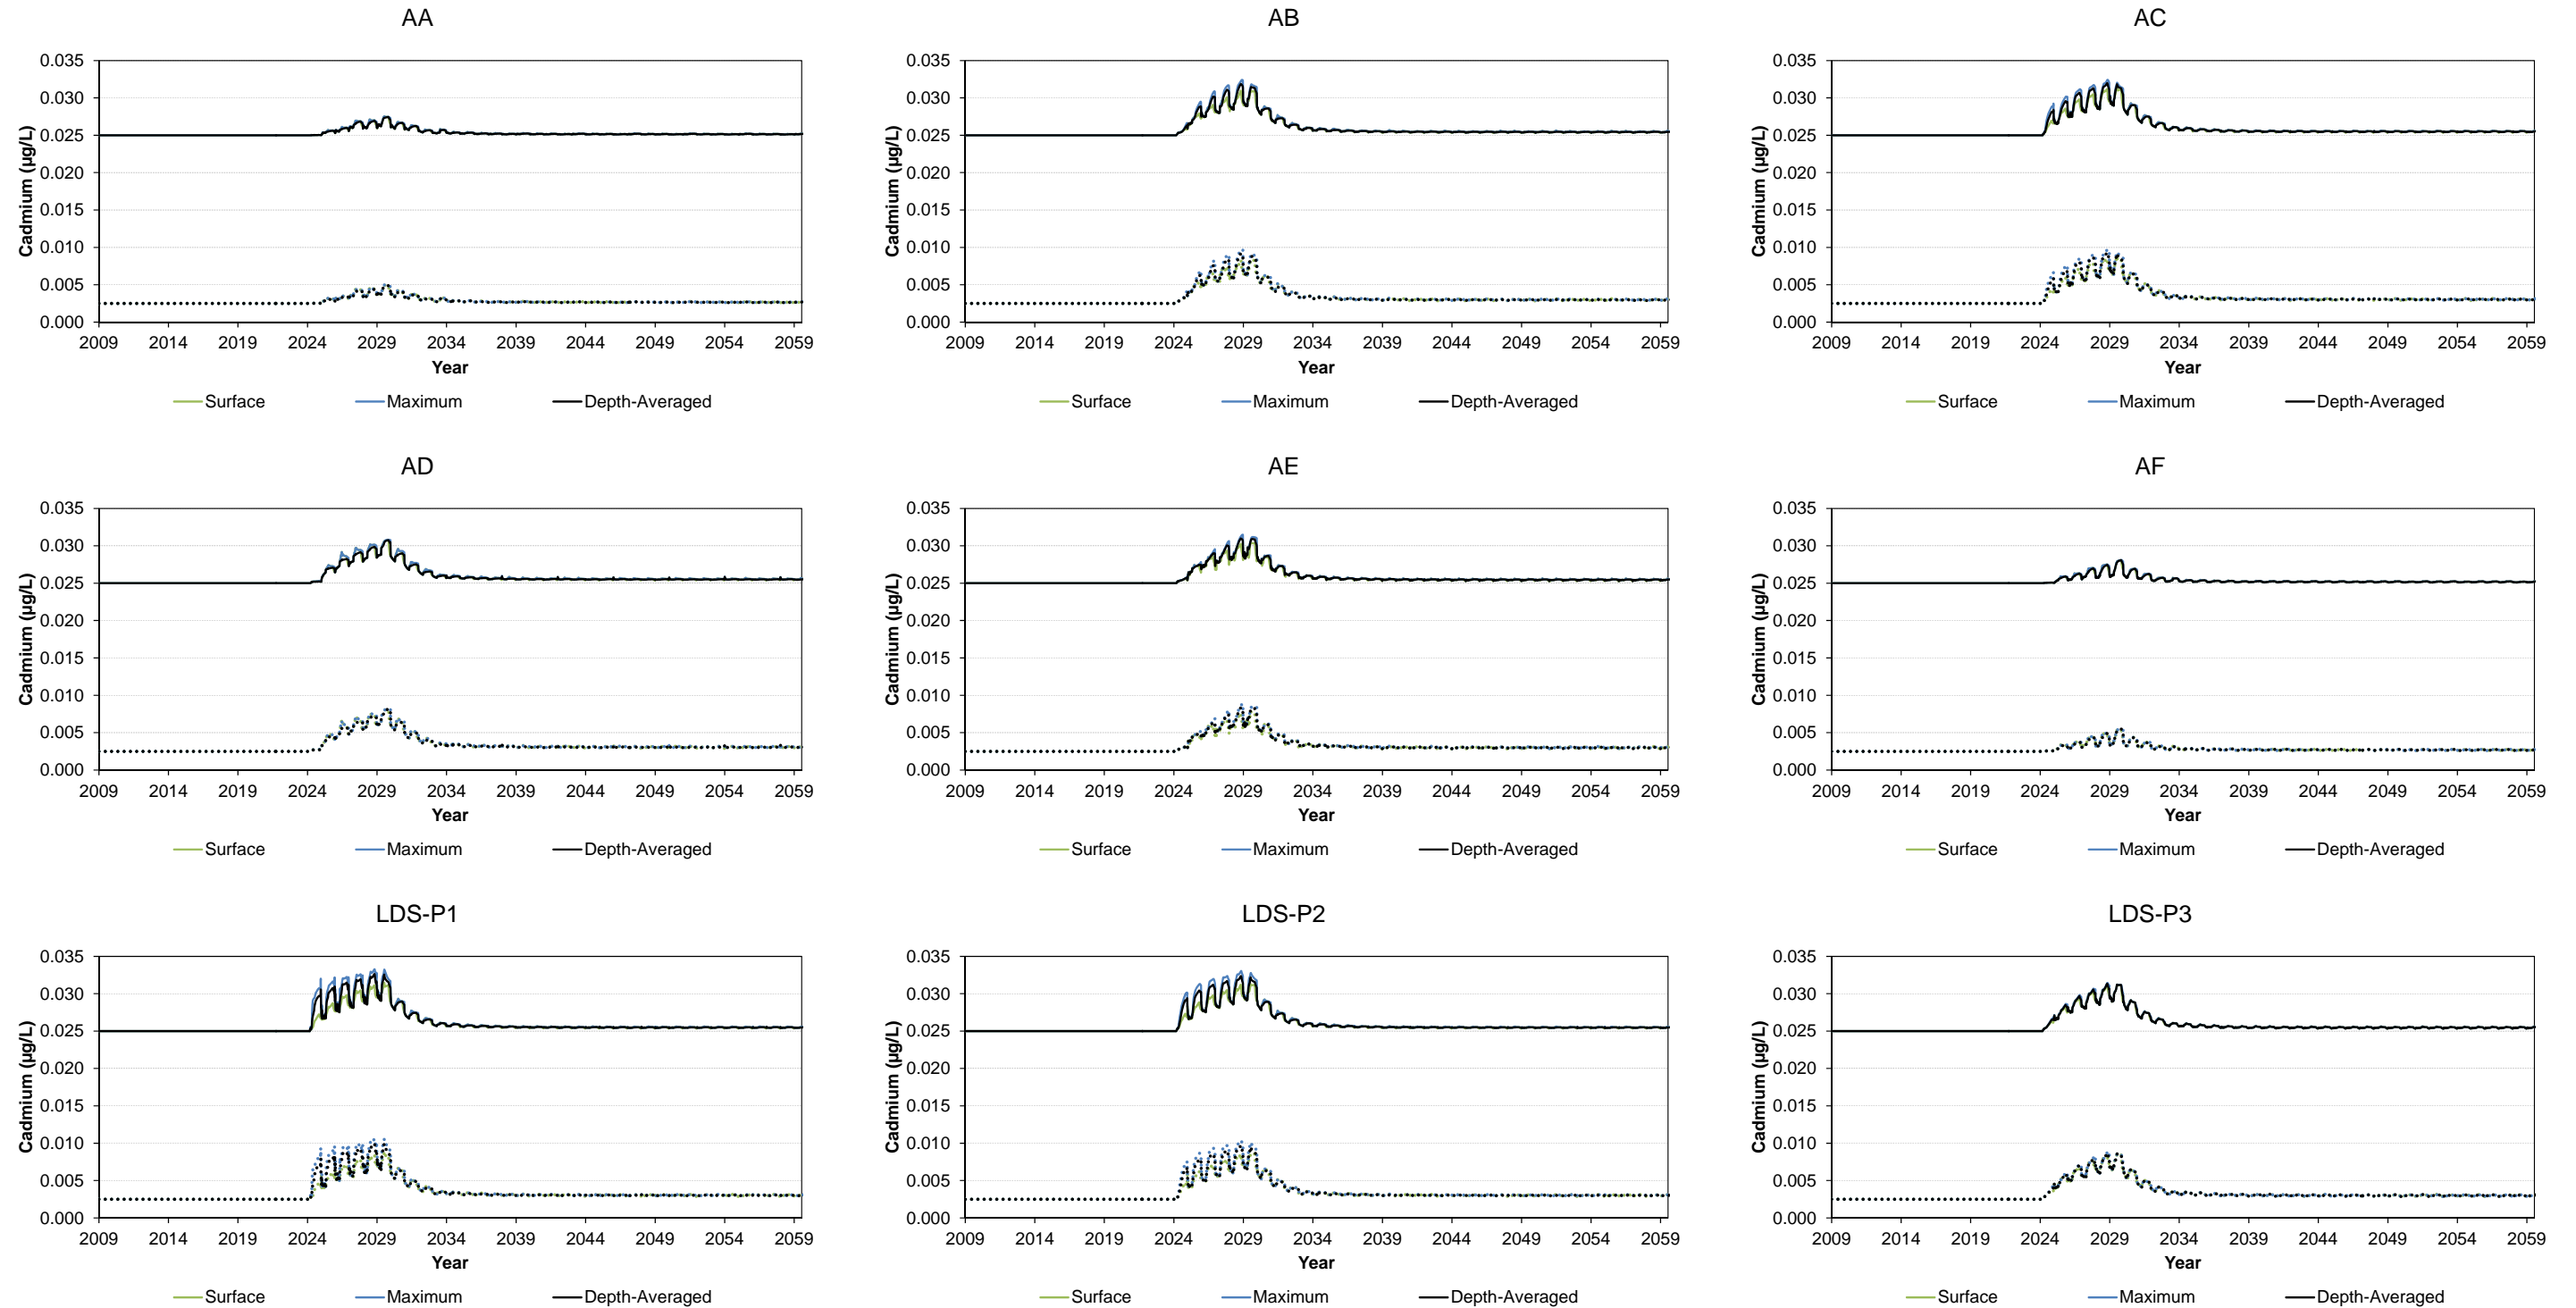 AA AB AC
0.035 0.035 0.035
0.030 0.030 0.030
0.025 0.025 0.025
0.020 0.020 0.020
0.015 0.015 0.015
0.010 0.010 0.010
0.005 0.005 0.005
0.000 0.000 0.000
Cadmium (µg/L) Cadmium (µg/L) Cadmium (µg/L)
2009 2014 2019 2024 2029 2034 2039 2044 2049 2054 2059 2009 2014 2019 2024 2029 2034 2039 2044 2049 2054 2059 2009 2014 2019 2024 2029 2034 2039 2044 2049 2054 2059
Year Year Year
Surface Maximum Depth-Averaged Surface Maximum Depth-Averaged Surface Maximum Depth-Averaged
AD AE AF
0.035 0.035 0.035
0.030 0.030 0.030
0.025 0.025 0.025
0.020 0.020 0.020
0.015 0.015 0.015
0.010 0.010 0.010
0.005 0.005 0.005
0.000 0.000 0.000
Cadmium (µg/L) Cadmium (µg/L) Cadmium (µg/L)
2009 2014 2019 2024 2029 2034 2039 2044 2049 2054 2059 2009 2014 2019 2024 2029 2034 2039 2044 2049 2054 2059 2009 2014 2019 2024 2029 2034 2039 2044 2049 2054 2059
Year Year Year
Surface Maximum Depth-Averaged Surface Maximum Depth-Averaged Surface Maximum Depth-Averaged
LDS-P1 LDS-P2 LDS-P3
0.035 0.035 0.035
0.030 0.030 0.030
0.025 0.025 0.025
0.020 0.020 0.020
0.015 0.015 0.015
0.010 0.010 0.010
0.005 0.005 0.005
0.000 0.000 0.000
Cadmium (µg/L) Cadmium (µg/L) Cadmium (µg/L)
2009 2014 2019 2024 2029 2034 2039 2044 2049 2054 2059 2009 2014 2019 2024 2029 2034 2039 2044 2049 2054 2059 2009 2014 2019 2024 2029 2034 2039 2044 2049 2054 2059
Year Year Year
Surface Maximum Depth-Averaged Surface Maximum Depth-Averaged Surface Maximum Depth-Averaged